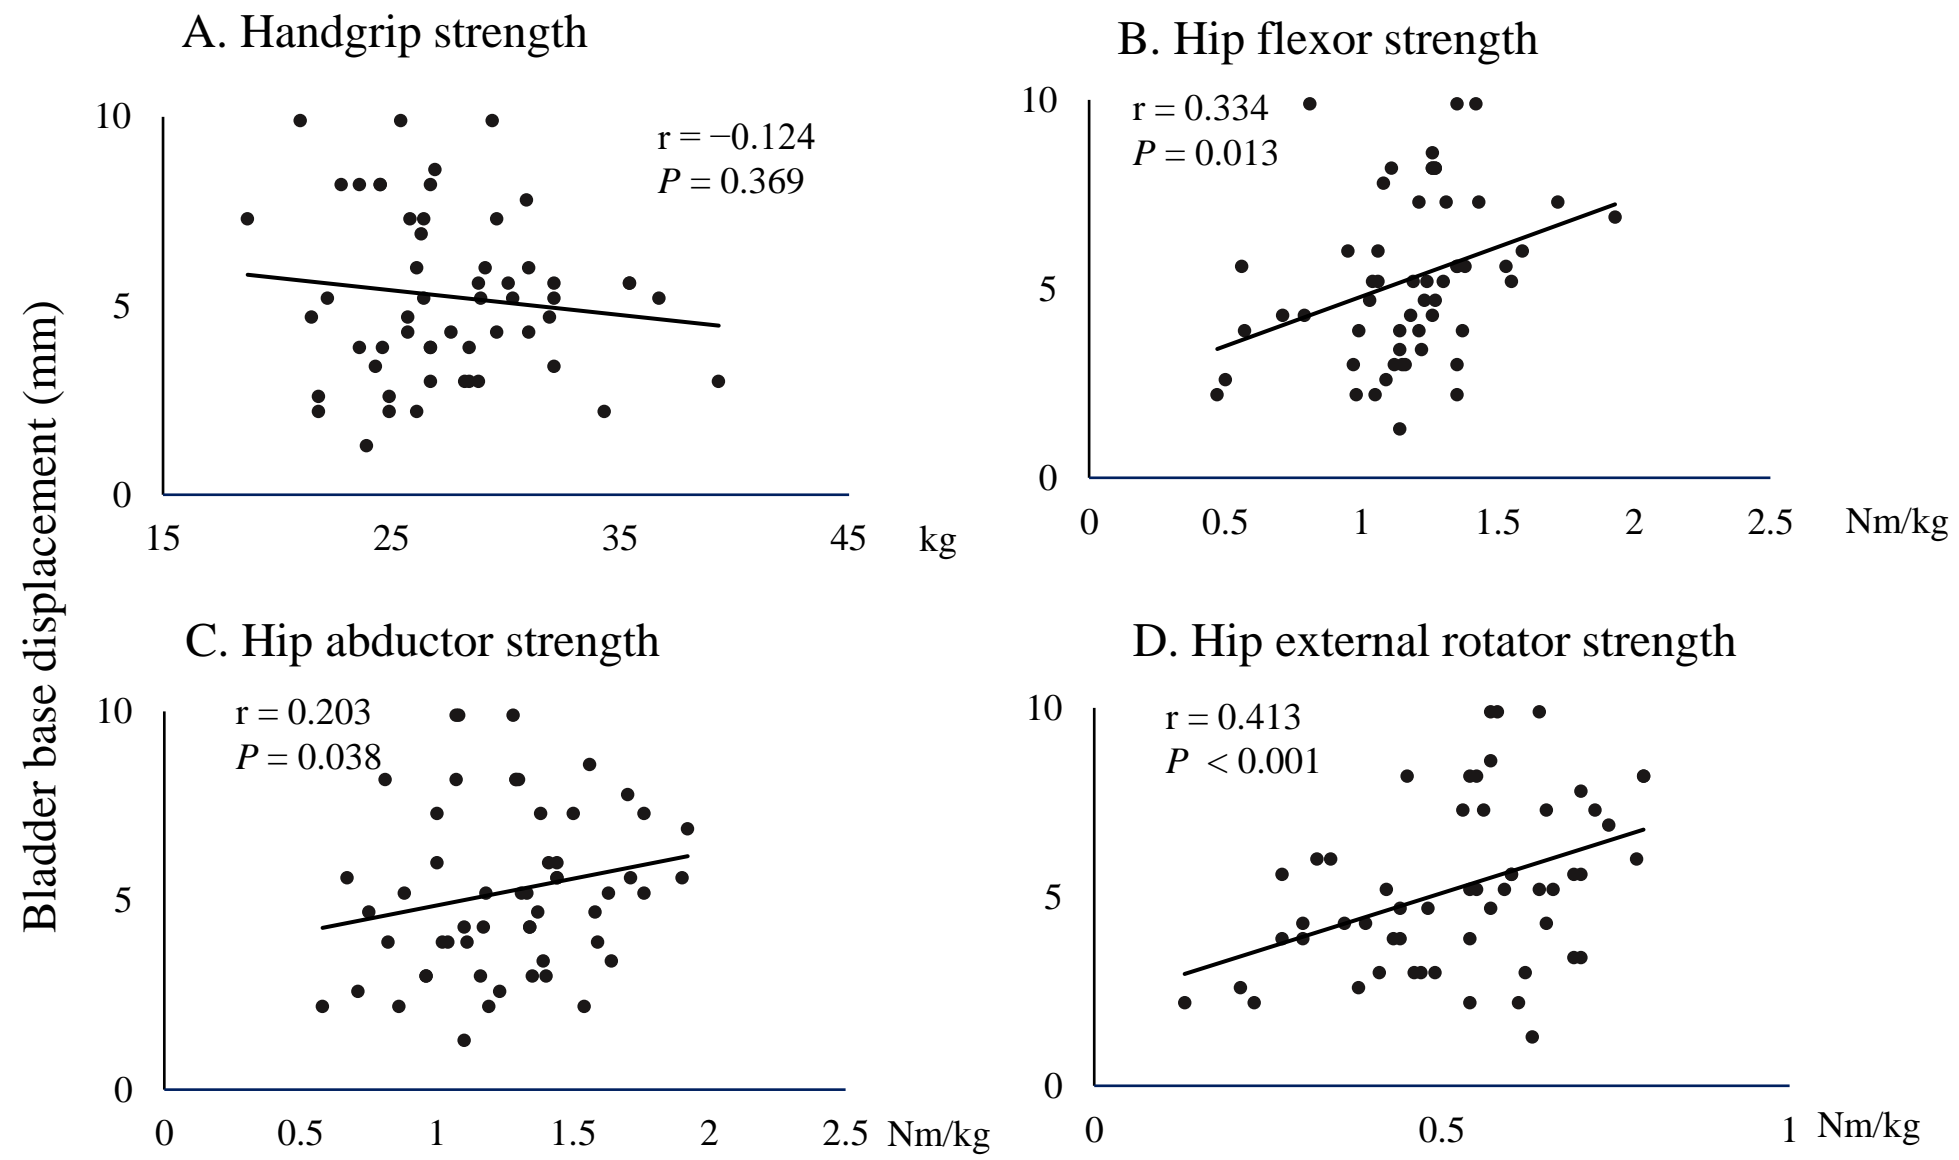 A. Handgrip strength
10
5
0
15 25 35 45 kg
r = −0.124
P = 0.369
B. Hip flexor strength
10
5
0
0 0.5 1 1.5 2 2.5 Nm/kg
r = 0.334
P = 0.013
Bladder base displacement (mm)
C. Hip abductor strength
10
5
0
0 0.5 1 1.5 2 2.5 Nm/kg
r = 0.203
P = 0.038
D. Hip external rotator strength
10
5
0
0 0.5 1 Nm/kg
r = 0.413
P < 0.001